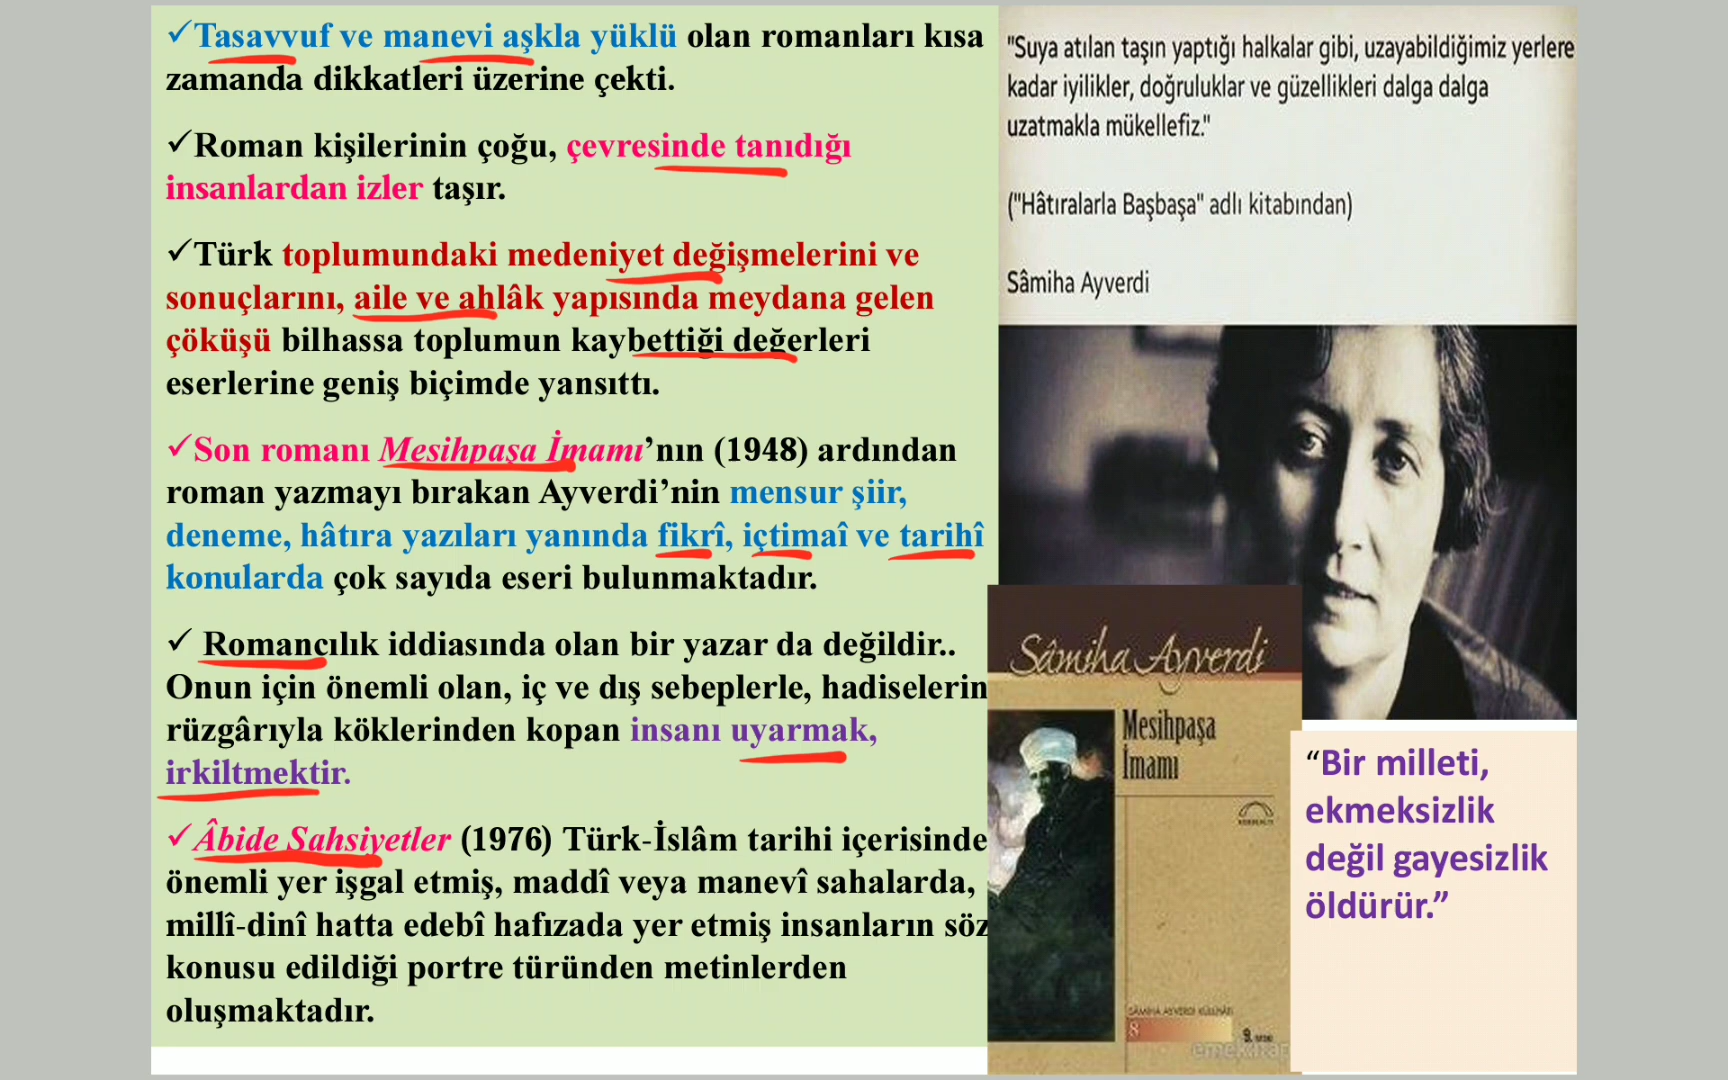 ✓Tasavvuf ve manevi aşkla yüklü olan romanları kısa
zamanda dikkatleri üzerine çekti.
✓Roman kişilerinin çoğu, çevresinde tanıdığı
insanlardan izler taşır.
✓Türk toplumundaki medeniyet değişmelerini ve
sonuçlarını, aile ve ahlâk yapısında meydana gelen
çöküşü bilhassa toplumun kaybettiği değerleri
eserlerine geniş biçimde yansıttı.
✓Son romanı Mesihpaşa İmamı’nın (1948) ardından
roman yazmayı bırakan Ayverdi’nin mensur şiir,
deneme, hâtıra yazıları yanında fikrî, içtimaî ve tarihî
konularda çok sayıda eseri bulunmaktadır.
✓ Romancılık iddiasında olan bir yazar da değildir..
Onun için önemli olan, iç ve dış sebeplerle, hadiselerin
rüzgârıyla köklerinden kopan insanı uyarmak,
irkiltmektir.
✓Âbide Sahsiyetler (1976) Türk-İslâm tarihi içerisinde
önemli yer işgal etmiş, maddî veya manevî sahalarda,
millî-dinî hatta edebî hafızada yer etmiş insanların söz
konusu edildiği portre türünden metinlerden
oluşmaktadır.
"Suya atılan taşın yaptığı halkalar gibi, uzayabildiğimiz yerlere
kadar iyilikler, doğruluklar ve güzellikleri dalga dalga
uzatmakla mükellefiz."
("Hâtıralarla Başbaşa" adlı kitabından)
Sâmiha Ayverdi
Sâmiha Ayverdi
Mesihpaşa
İmamı
SÂMİHA AYVERDİ KÜLLİYÂTI
8
9.
“Bir milleti,
ekmeksizlik
değil gayesizlik
öldürür.”